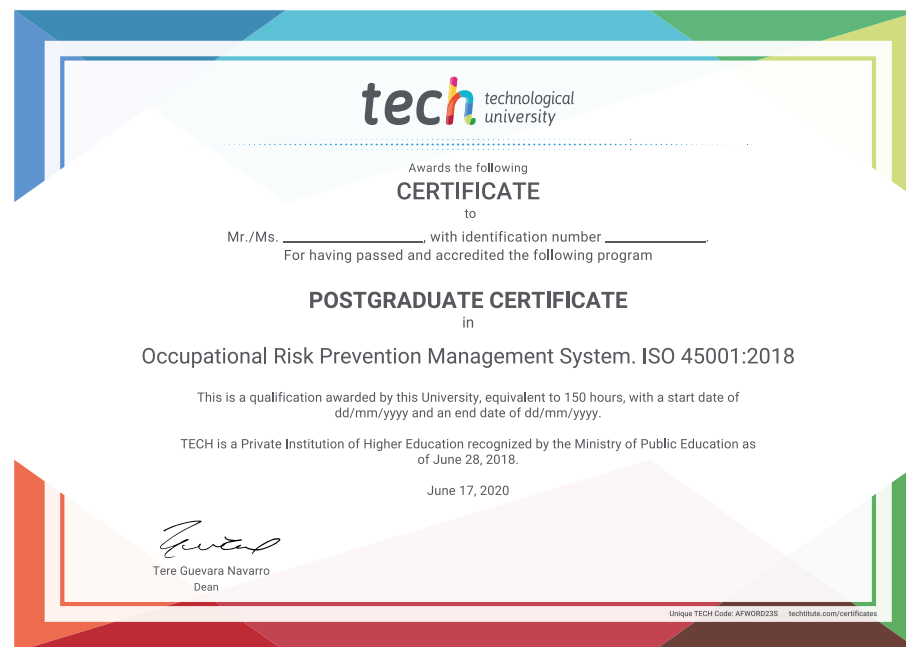 tech technological
university
Awards the following
CERTIFICATE
to
Mr./Ms. ____________, with identification number _________.
For having passed and accredited the following program
POSTGRADUATE CERTIFICATE
in
Occupational Risk Prevention Management System. ISO 45001:2018
This is a qualification awarded by this University, equivalent to 150 hours, with a start date of
dd/mm/yyyy and an end date of dd/mm/yyyy.
TECH is a Private Institution of Higher Education recognized by the Ministry of Public Education as
of June 28, 2018.
June 17, 2020
Tere Guevara Navarro
Dean
Unique TECH Code: AFWORD23S techtitute.com/certificates